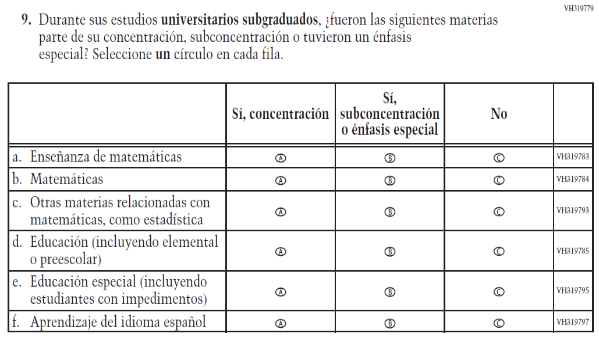 VH319779
9. Durante sus estudios universitarios subgraduados, ¿fueron las siguientes materias
parte de su concentración, subconcentración o tuvieron un énfasis
especial? Seleccione un círculo en cada fila.
Sí, concentración
Sí,
subconcentración
o énfasis especial
No
a. Enseñanza de matemáticas A B C VH319783
b. Matemáticas A B C VH319784
c. Otras materias relacionadas con
matemáticas, como estadística A B C VH319793
d. Educación (incluyendo elemental
o preescolar) A B C VH319785
e. Educación especial (incluyendo
estudiantes con impedimentos) A B C VH319795
f. Aprendizaje del idioma español A B C VH319797